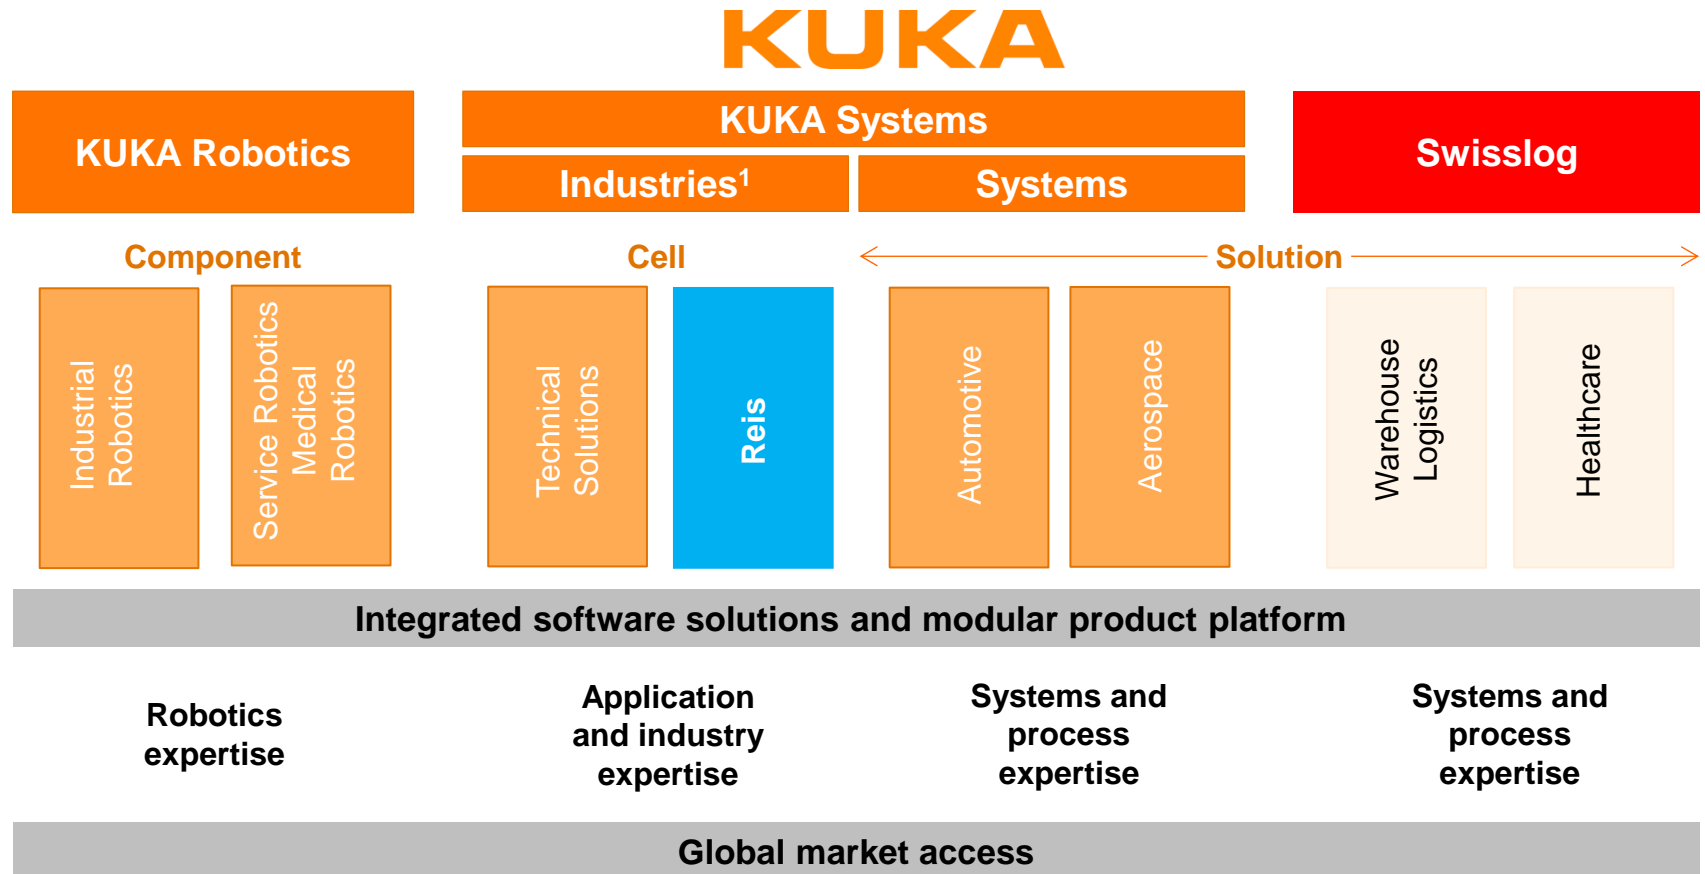 KUKA
KUKA Robotics
KUKA Systems
Industries¹
Systems
Swisslog
Component
Cell
Solution
Industrial
Robotics
Service Robotics
Medical
Robotics
Technical
Solutions
Reis
Automotive
Aerospace
Warehouse
Logistics
Healthcare
Integrated software solutions and modular product platform
Robotics
expertise
Application
and industry
expertise
Systems and
process
expertise
Systems and
process
expertise
Global market access